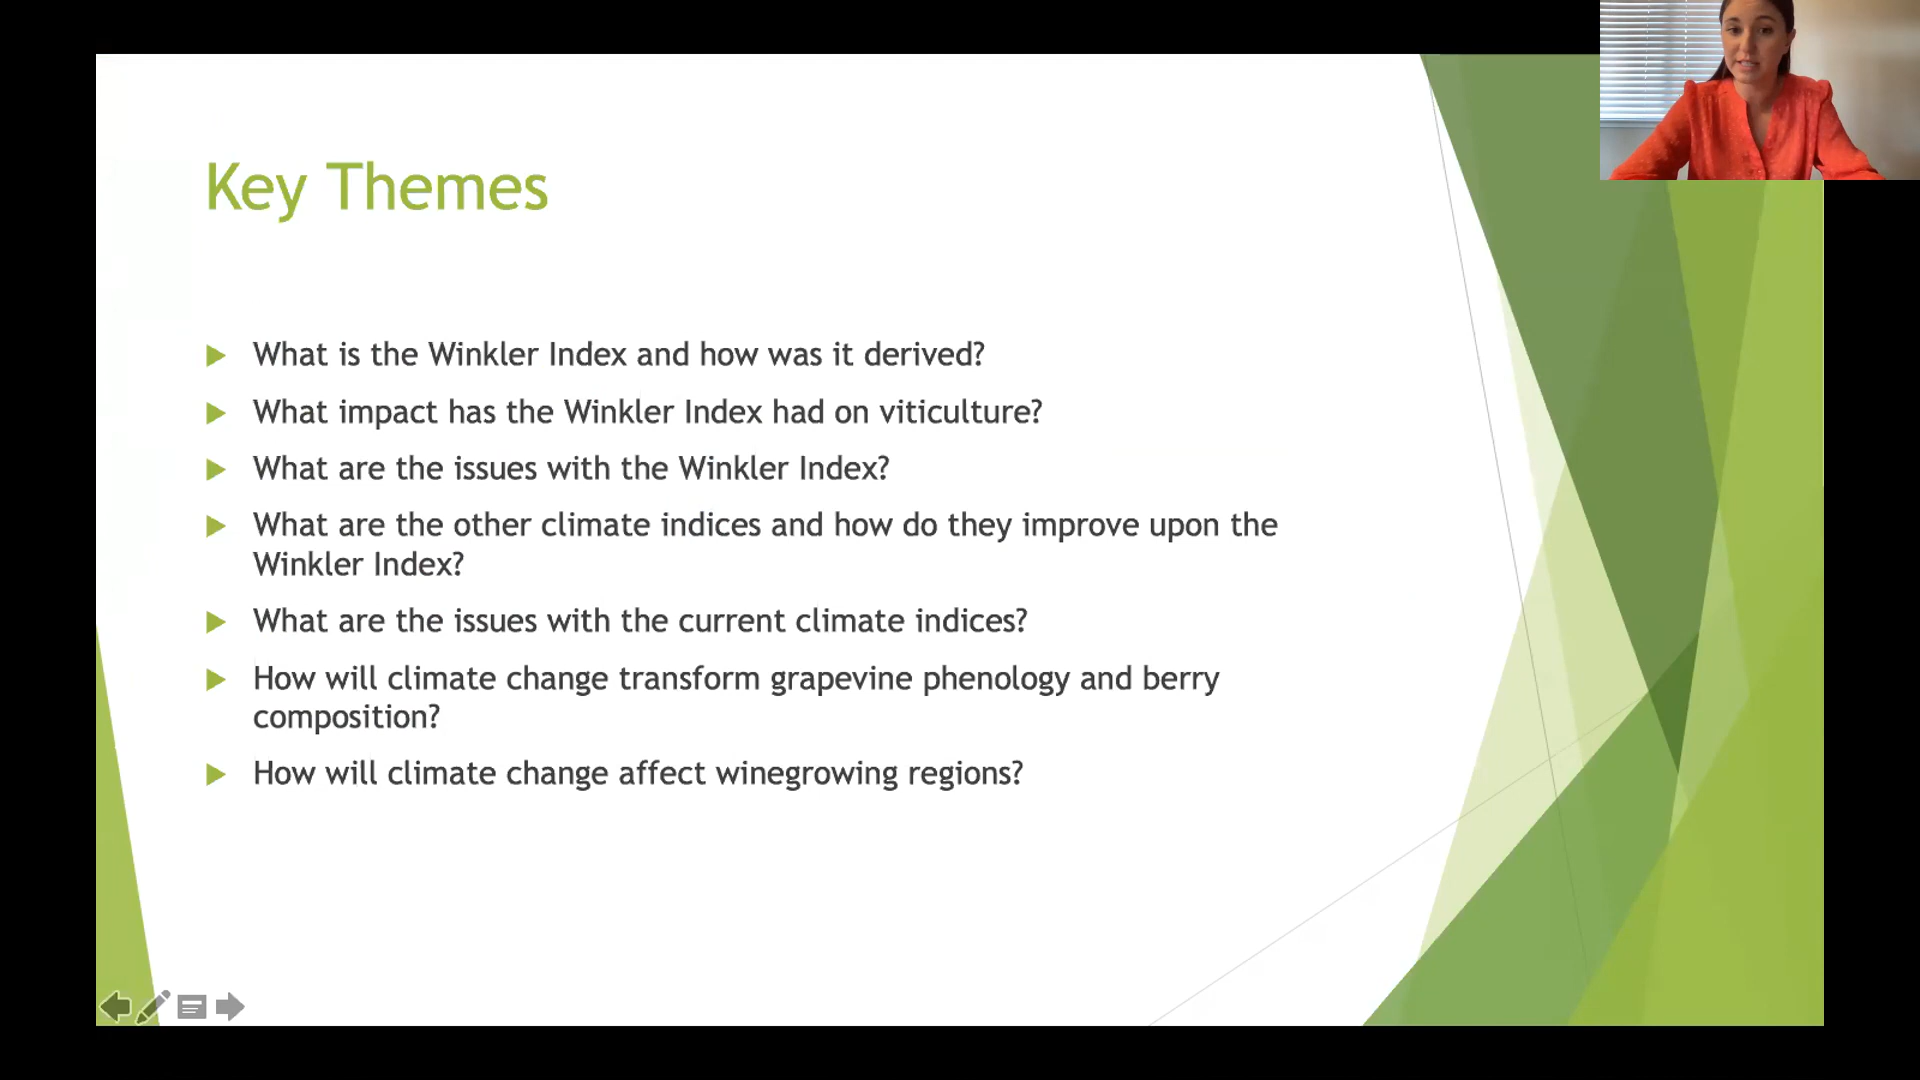 Key Themes
What is the Winkler Index and how was it derived?
What impact has the Winkler Index had on viticulture?
What are the issues with the Winkler Index?
What are the other climate indices and how do they improve upon the
Winkler Index?
What are the issues with the current climate indices?
How will climate change transform grapevine phenology and berry
composition?
How will climate change affect winegrowing regions?